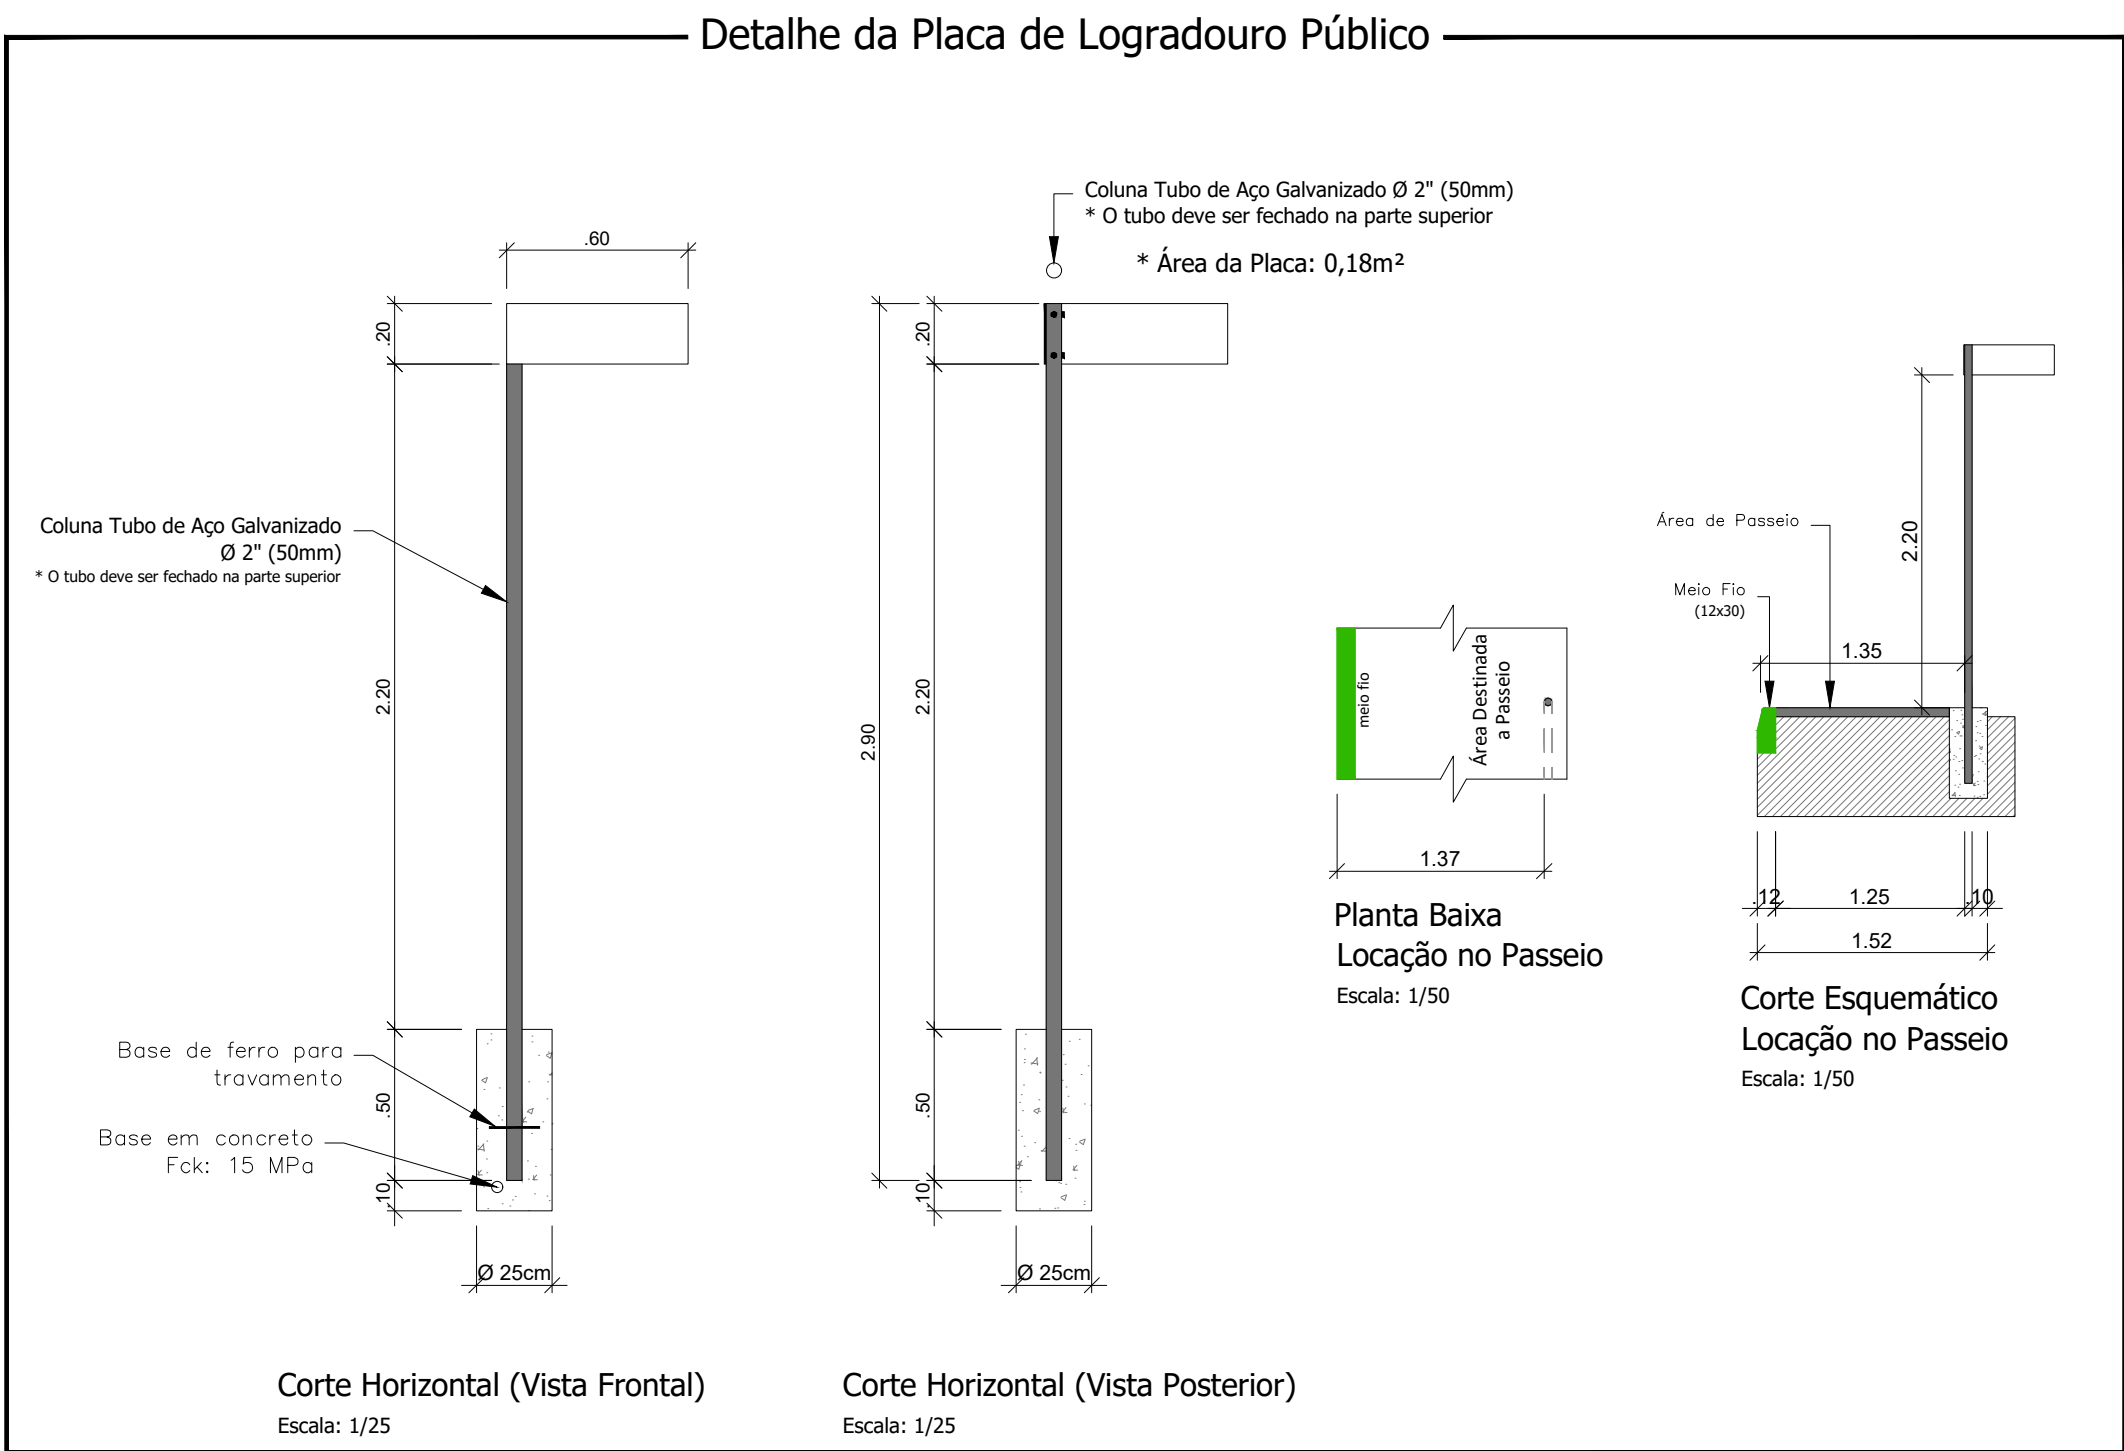 Detalhe da Placa de Logradouro Público
Coluna Tubo de Aço Galvanizado Ø 2" (50mm)
* O tubo deve ser fechado na parte superior
* Área da Placa: 0,18m²
.60
.20
2.20
.50
.10
Ø 25cm
Coluna Tubo de Aço Galvanizado
Ø 2" (50mm)
* O tubo deve ser fechado na parte superior
Base de ferro para
travamento
Base em concreto
Fck: 15 MPa
Corte Horizontal (Vista Frontal)
Escala: 1/25
2.90
.20
2.20
.50
.10
Ø 25cm
Corte Horizontal (Vista Posterior)
Escala: 1/25
meio fio
Área Destinada
a Passeio
1.37
Planta Baixa
Locação no Passeio
Escala: 1/50
Área de Passeio
Meio Fio
(12x30)
2.20
1.35
.12
1.25
.10
1.52
Corte Esquemático
Locação no Passeio
Escala: 1/50